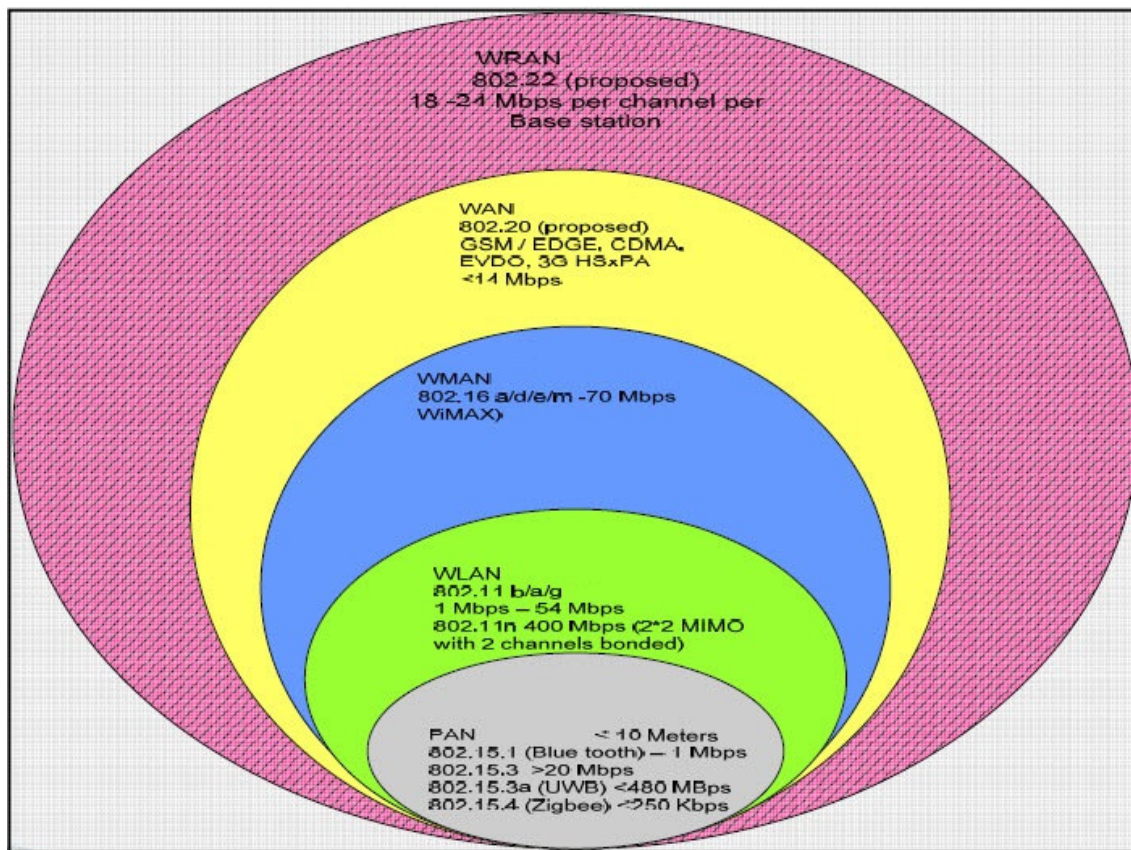 WRAN
802.22 (proposed)
18 -24 Mbps per channel per
Base station
WAN
802.20 (proposed)
GSM / EDGE, CDMA,
EVDO, 3G HSxPA
<14 Mbps
WMAN
802.16 a/d/e/m -70 Mbps
WiMAX)
WLAN
802.11 b/a/g
1 Mbps – 54 Mbps
802.11n 400 Mbps (2*2 MIMO
with 2 channels bonded)
PAN < 10 Meters
802.15.1 (Blue tooth) – 1 Mbps
802.15.3 >20 Mbps
802.15.3a (UWB) <480 MBps
802.15.4 (Zigbee) <250 Kbps